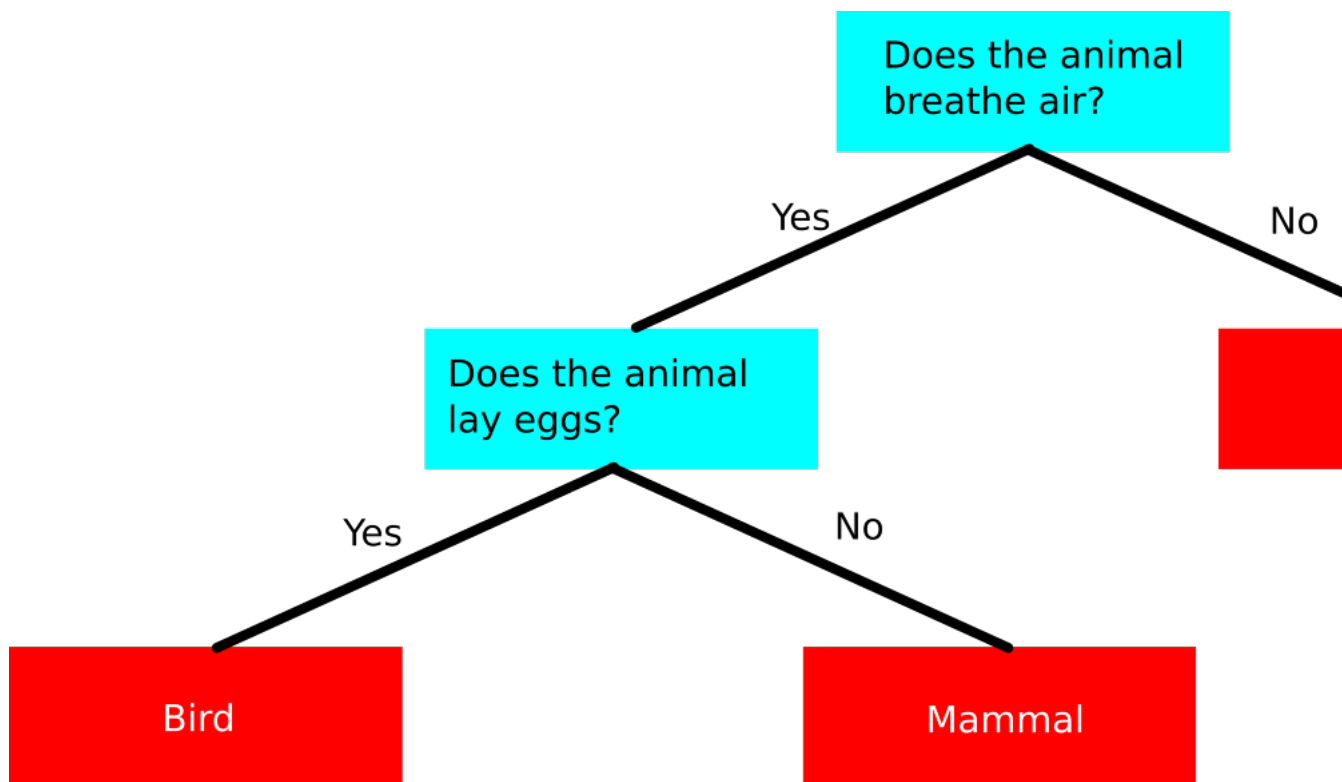 Does the animal
breathe air?
Yes
No
Does the animal
lay eggs?
Yes
No
Bird
Mammal